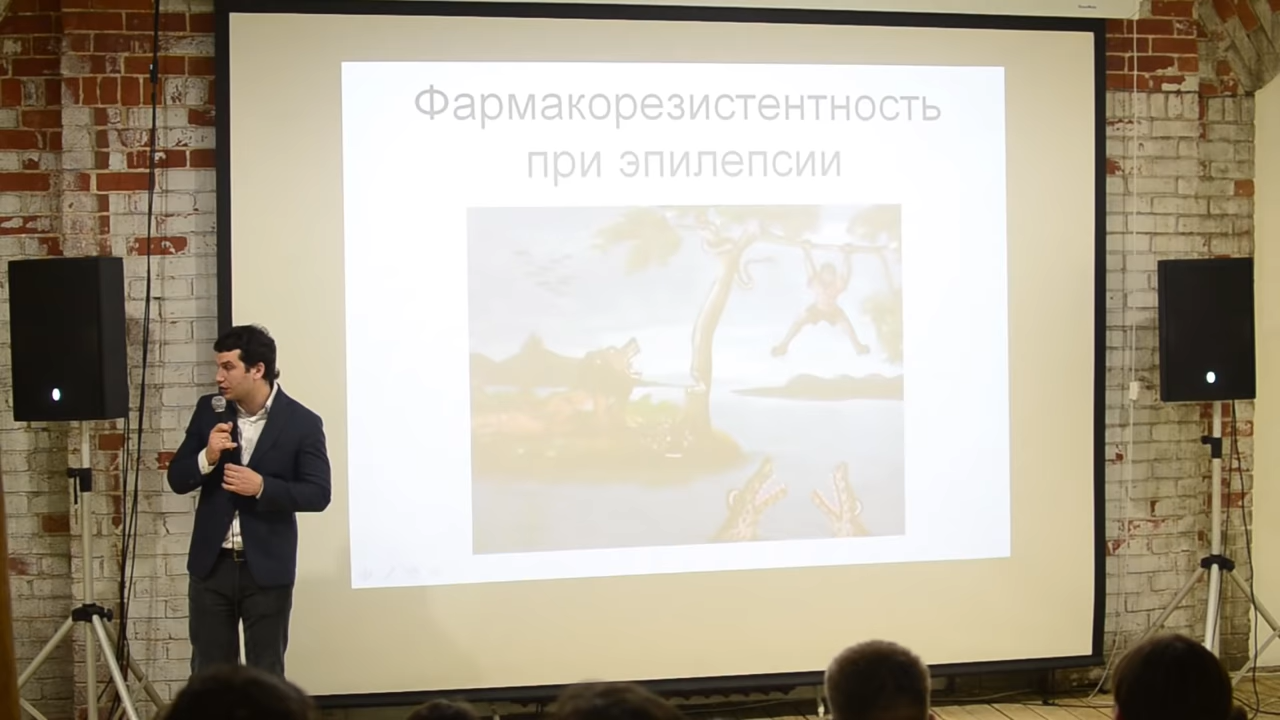 Фармакорезистентность
при эпилепсии